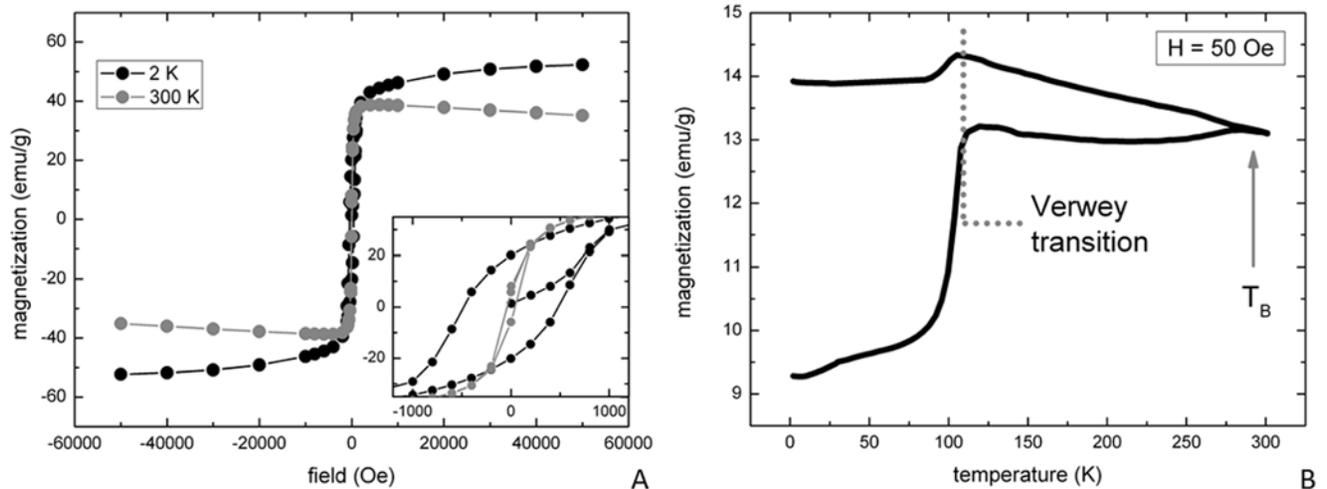 60
40
20
0
-20
-40
-60
magnetization (emu/g)
2 K
300 K
20
0
-20
-1000 0 1000
-60000 -40000 -20000 0 20000 40000 60000
field (Oe)
A
15
14
13
12
11
10
9
magnetization (emu/g)
H = 50 Oe
Verwey
transition
T_B
0 50 100 150 200 250 300
temperature (K)
B